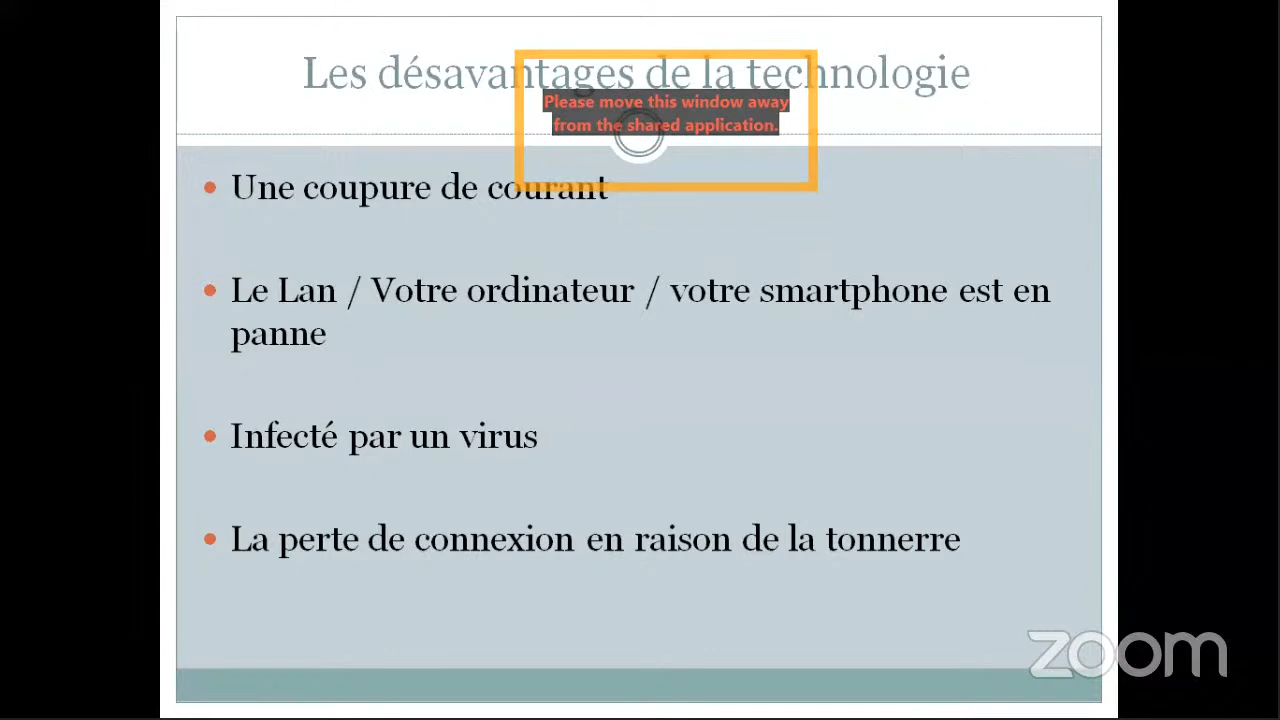 Les désavantages de la technologie
Please move this window away
from the shared application.
Une coupure de courant
Le Lan / Votre ordinateur / votre smartphone est en
panne
Infecté par un virus
La perte de connexion en raison de la tonnerre
zoom